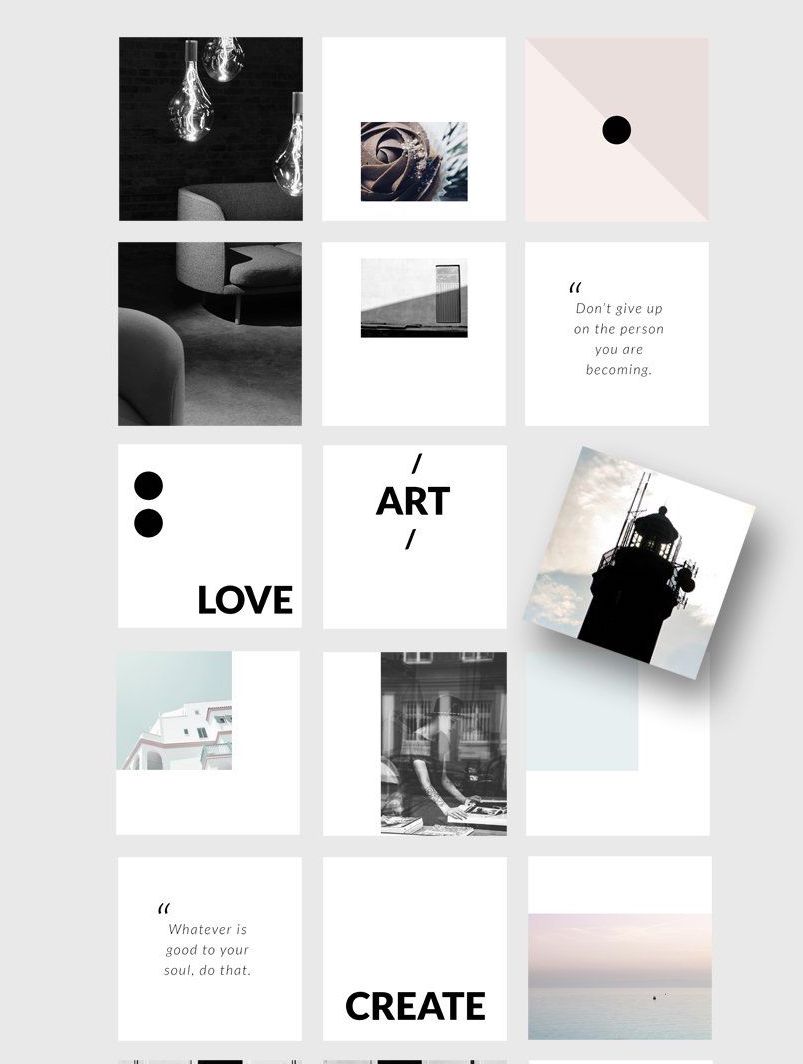 “
Don’t give up
on the person
you are
becoming.
/
ART
/
LOVE
“
Whatever is
good to your
soul, do that.
CREATE